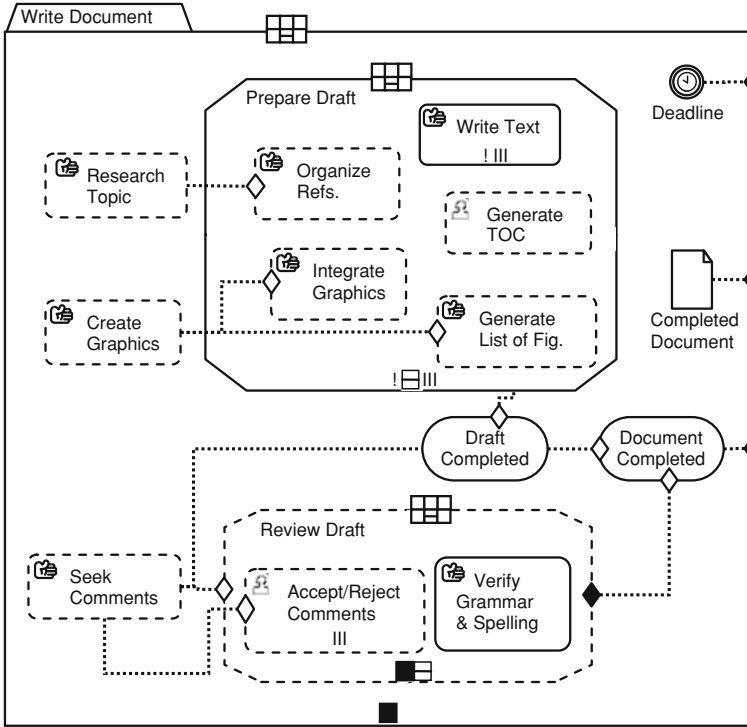 Write Document
Prepare Draft
Write Text
! III
Deadline
Research
Topic
Organize
Refs.
Generate
TOC
Integrate
Graphics
Create
Graphics
Generate
List of Fig.
Completed
Document
! III
Draft
Completed
Document
Completed
Review Draft
Seek
Comments
Accept/Reject
Comments
III
Verify
Grammar
& Spelling